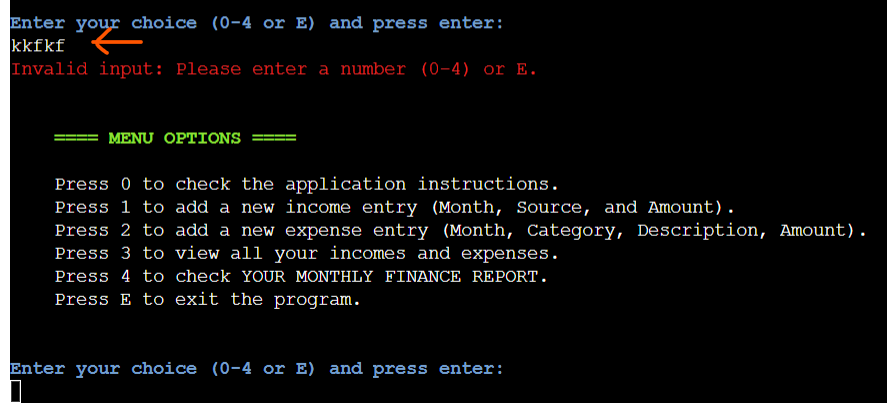 Enter your choice (0-4 or E) and press enter:
kkfkf
Invalid input: Please enter a number (0-4) or E.
==== MENU OPTIONS ====
Press 0 to check the application instructions.
Press 1 to add a new income entry (Month, Source, and Amount).
Press 2 to add a new expense entry (Month, Category, Description, Amount).
Press 3 to view all your incomes and expenses.
Press 4 to check YOUR MONTHLY FINANCE REPORT.
Press E to exit the program.
Enter your choice (0-4 or E) and press enter: